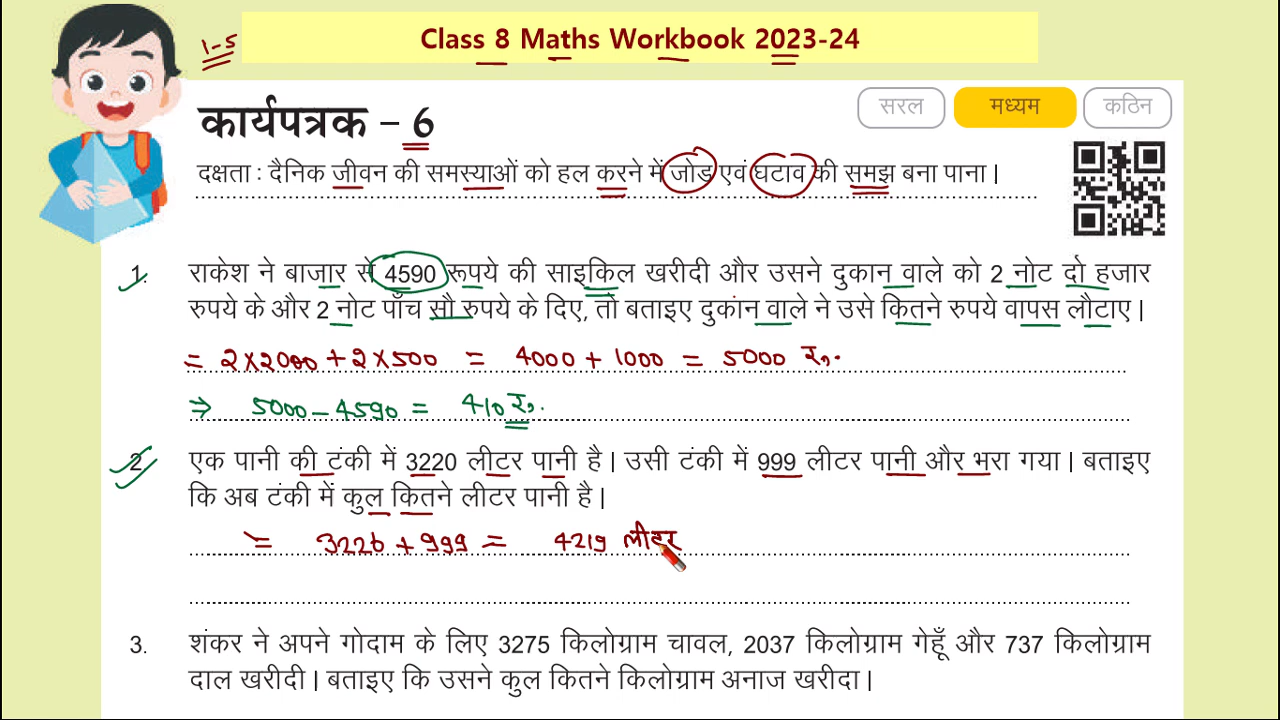 १-५
Class 8 Maths Workbook 2023-24
कार्यपत्रक – 6
सरल मध्यम कठिन
दक्षता : दैनिक जीवन की समस्याओं को हल करने में जोड एवं घटाव की समझ बना पाना |
1. राकेश ने बाजार से 4590 रूपये की साइकिल खरीदी और उसने दुकान वाले को 2 नोट दो हजार
रुपये के और 2 नोट पाँच सौ रुपये के दिए, तो बताइए दुकान वाले ने उसे कितने रुपये वापस लौटाए |
= 2×2000 + 2×500 = 4000 + 1000 = 5000 रु.
⇒ 5000 – 4590 = 410 रु.
2 एक पानी की टंकी में 3220 लीटर पानी है | उसी टंकी में 999 लीटर पानी और भरा गया | बताइए
कि अब टंकी में कुल कितने लीटर पानी है |
= 3220 + 999 = 4219 लीटर
3. शंकर ने अपने गोदाम के लिए 3275 किलोग्राम चावल, 2037 किलोग्राम गेहूँ और 737 किलोग्राम
दाल खरीदी | बताइए कि उसने कुल कितने किलोग्राम अनाज खरीदा |